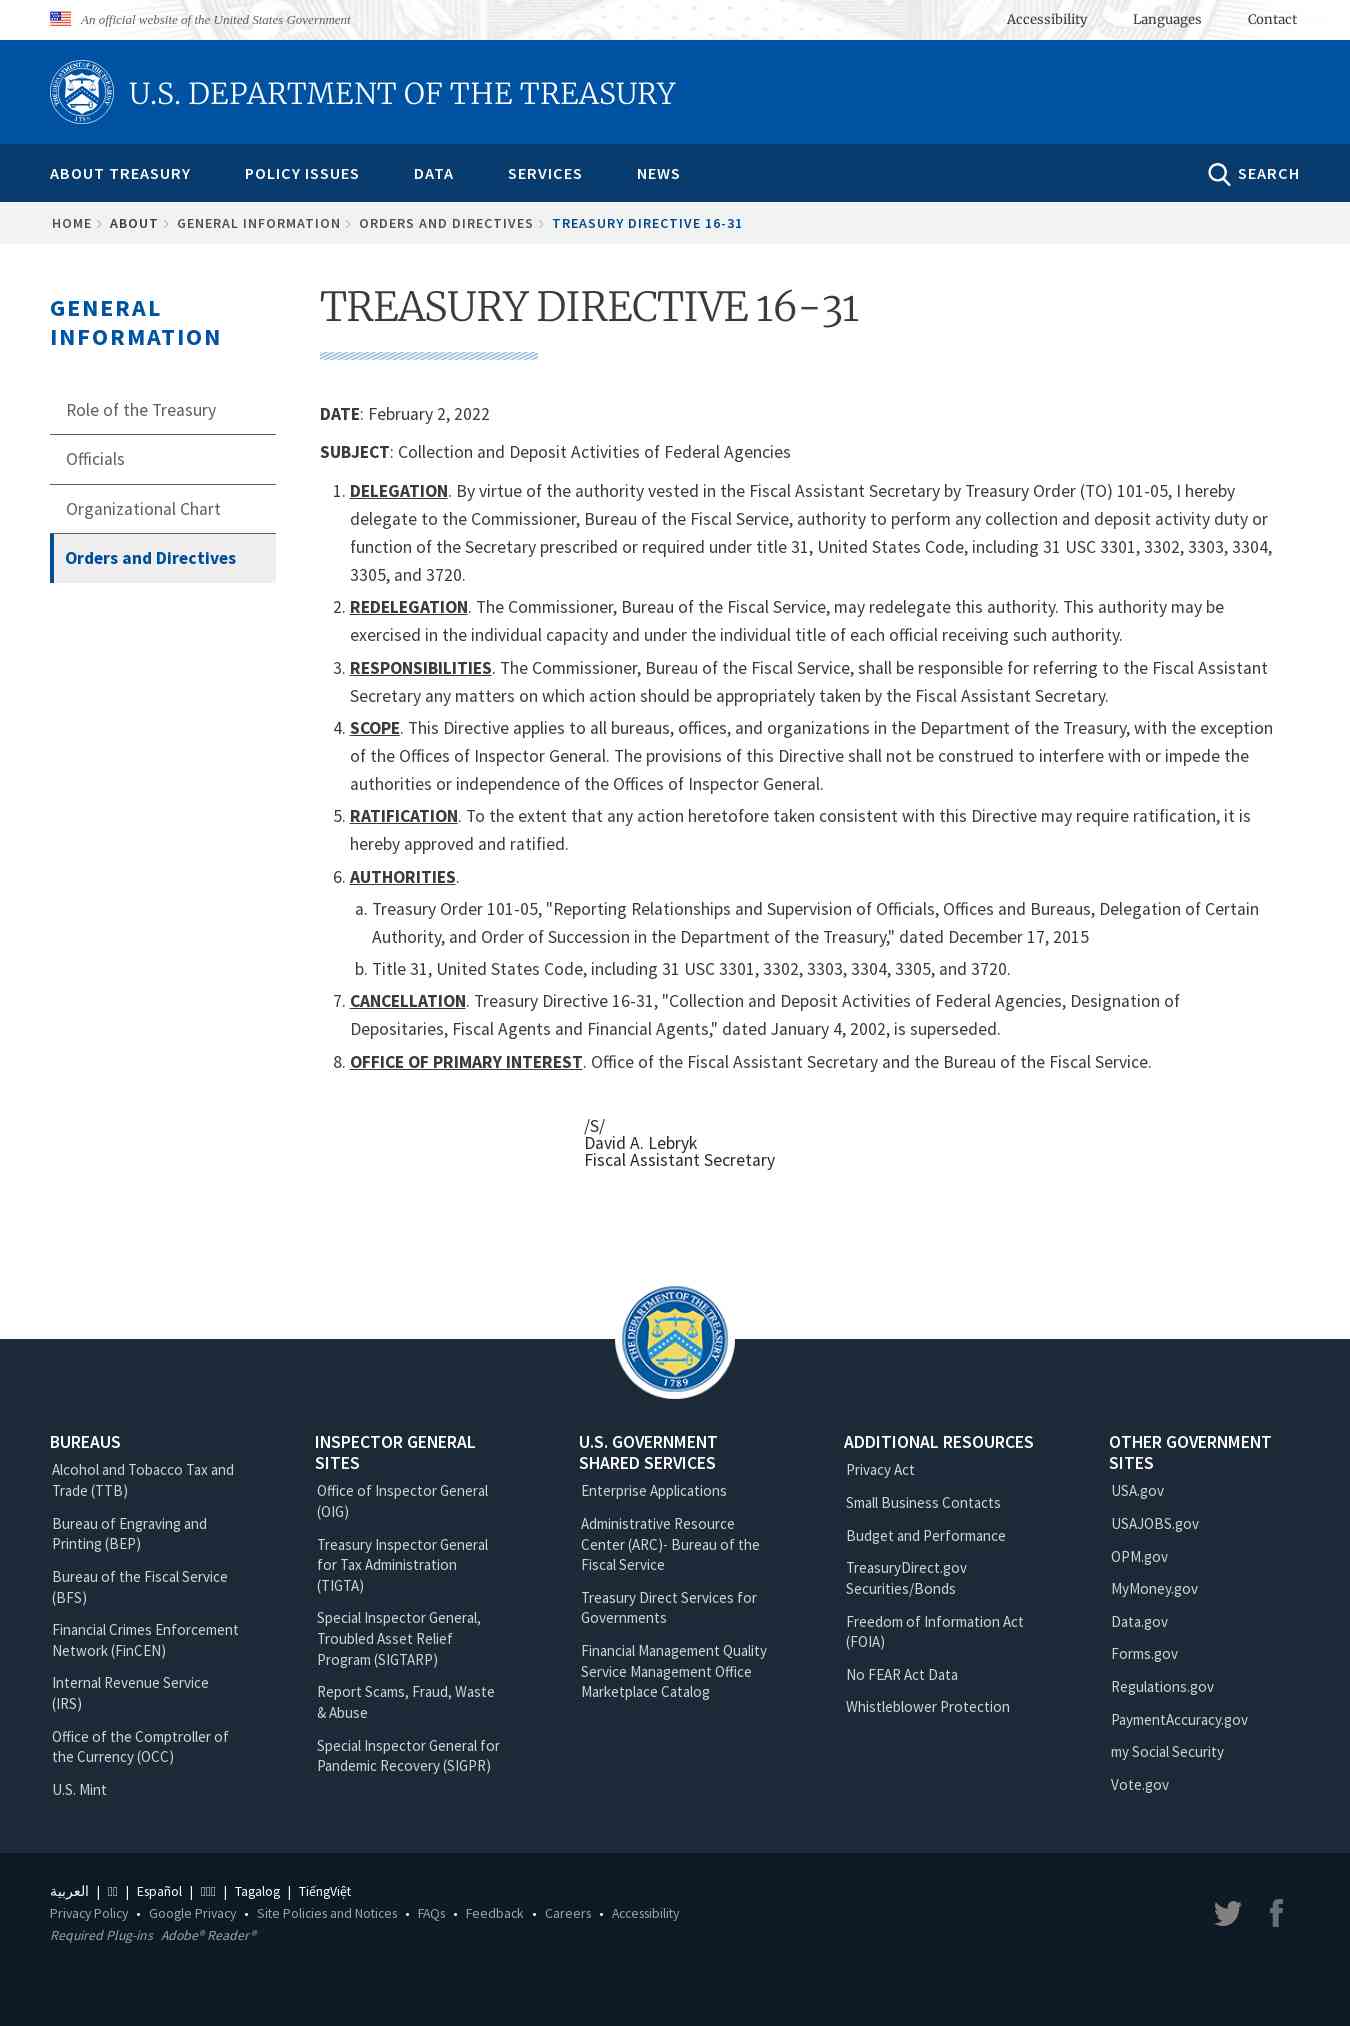 An official website of the United States Government
Accessibility Languages Contact
U.S. DEPARTMENT OF THE TREASURY
ABOUT TREASURY POLICY ISSUES DATA SERVICES NEWS SEARCH
HOME ABOUT GENERAL INFORMATION ORDERS AND DIRECTIVES TREASURY DIRECTIVE 16-31
GENERAL
INFORMATION
Role of the Treasury
Officials
Organizational Chart
Orders and Directives
TREASURY DIRECTIVE 16-31
DATE: February 2, 2022
SUBJECT: Collection and Deposit Activities of Federal Agencies
1. DELEGATION. By virtue of the authority vested in the Fiscal Assistant Secretary by Treasury Order (TO) 101-05, I hereby
delegate to the Commissioner, Bureau of the Fiscal Service, authority to perform any collection and deposit activity duty or
function of the Secretary prescribed or required under title 31, United States Code, including 31 USC 3301, 3302, 3303, 3304,
3305, and 3720.
2. REDELEGATION. The Commissioner, Bureau of the Fiscal Service, may redelegate this authority. This authority may be
exercised in the individual capacity and under the individual title of each official receiving such authority.
3. RESPONSIBILITIES. The Commissioner, Bureau of the Fiscal Service, shall be responsible for referring to the Fiscal Assistant
Secretary any matters on which action should be appropriately taken by the Fiscal Assistant Secretary.
4. SCOPE. This Directive applies to all bureaus, offices, and organizations in the Department of the Treasury, with the exception
of the Offices of Inspector General. The provisions of this Directive shall not be construed to interfere with or impede the
authorities or independence of the Offices of Inspector General.
5. RATIFICATION. To the extent that any action heretofore taken consistent with this Directive may require ratification, it is
hereby approved and ratified.
6. AUTHORITIES.
a. Treasury Order 101-05, "Reporting Relationships and Supervision of Officials, Offices and Bureaus, Delegation of Certain
Authority, and Order of Succession in the Department of the Treasury," dated December 17, 2015
b. Title 31, United States Code, including 31 USC 3301, 3302, 3303, 3304, 3305, and 3720.
7. CANCELLATION. Treasury Directive 16-31, "Collection and Deposit Activities of Federal Agencies, Designation of
Depositaries, Fiscal Agents and Financial Agents," dated January 4, 2002, is superseded.
8. OFFICE OF PRIMARY INTEREST. Office of the Fiscal Assistant Secretary and the Bureau of the Fiscal Service.
/S/
David A. Lebryk
Fiscal Assistant Secretary
THE DEPARTMENT OF THE TREASURY
1789
BUREAUS
Alcohol and Tobacco Tax and
Trade (TTB)
Bureau of Engraving and
Printing (BEP)
Bureau of the Fiscal Service
(BFS)
Financial Crimes Enforcement
Network (FinCEN)
Internal Revenue Service
(IRS)
Office of the Comptroller of
the Currency (OCC)
U.S. Mint
INSPECTOR GENERAL
SITES
Office of Inspector General
(OIG)
Treasury Inspector General
for Tax Administration
(TIGTA)
Special Inspector General,
Troubled Asset Relief
Program (SIGTARP)
Report Scams, Fraud, Waste
& Abuse
Special Inspector General for
Pandemic Recovery (SIGPR)
U.S. GOVERNMENT
SHARED SERVICES
Enterprise Applications
Administrative Resource
Center (ARC)- Bureau of the
Fiscal Service
Treasury Direct Services for
Governments
Financial Management Quality
Service Management Office
Marketplace Catalog
ADDITIONAL RESOURCES
Privacy Act
Small Business Contacts
Budget and Performance
TreasuryDirect.gov
Securities/Bonds
Freedom of Information Act
(FOIA)
No FEAR Act Data
Whistleblower Protection
OTHER GOVERNMENT
SITES
USA.gov
USAJOBS.gov
OPM.gov
MyMoney.gov
Data.gov
Forms.gov
Regulations.gov
PaymentAccuracy.gov
my Social Security
Vote.gov
العربية | | Español | | Tagalog | TiếngViệt
Privacy Policy • Google Privacy • Site Policies and Notices • FAQs • Feedback • Careers • Accessibility
Required Plug-ins Adobe® Reader®